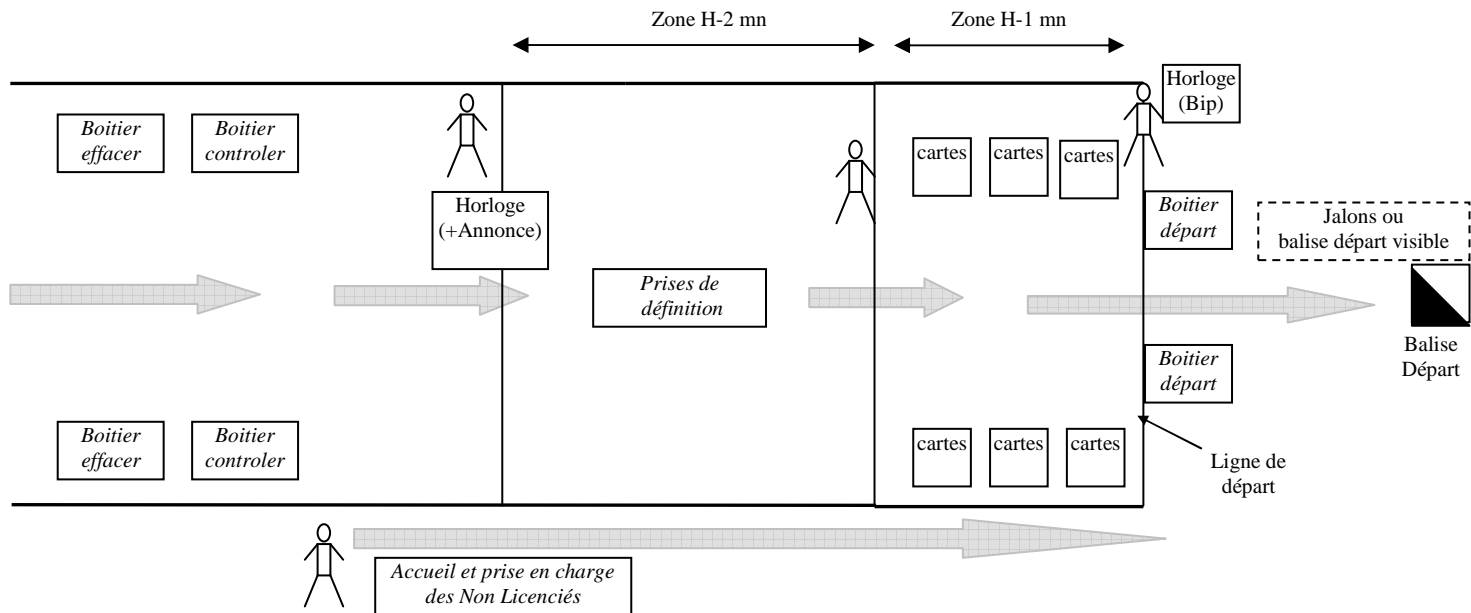 Zone H-2 mn
Zone H-1 mn
Horloge
(Bip)
Boitier
effacer
Boitier
controler
cartes
cartes
cartes
Horloge
(+Annonce)
Boitier
départ
Jalons ou
balise départ visible
Prises de
définition
Balise
Départ
Boitier
départ
Boitier
effacer
Boitier
controler
cartes
cartes
cartes
Ligne de
départ
Accueil et prise en charge
des Non Licenciés